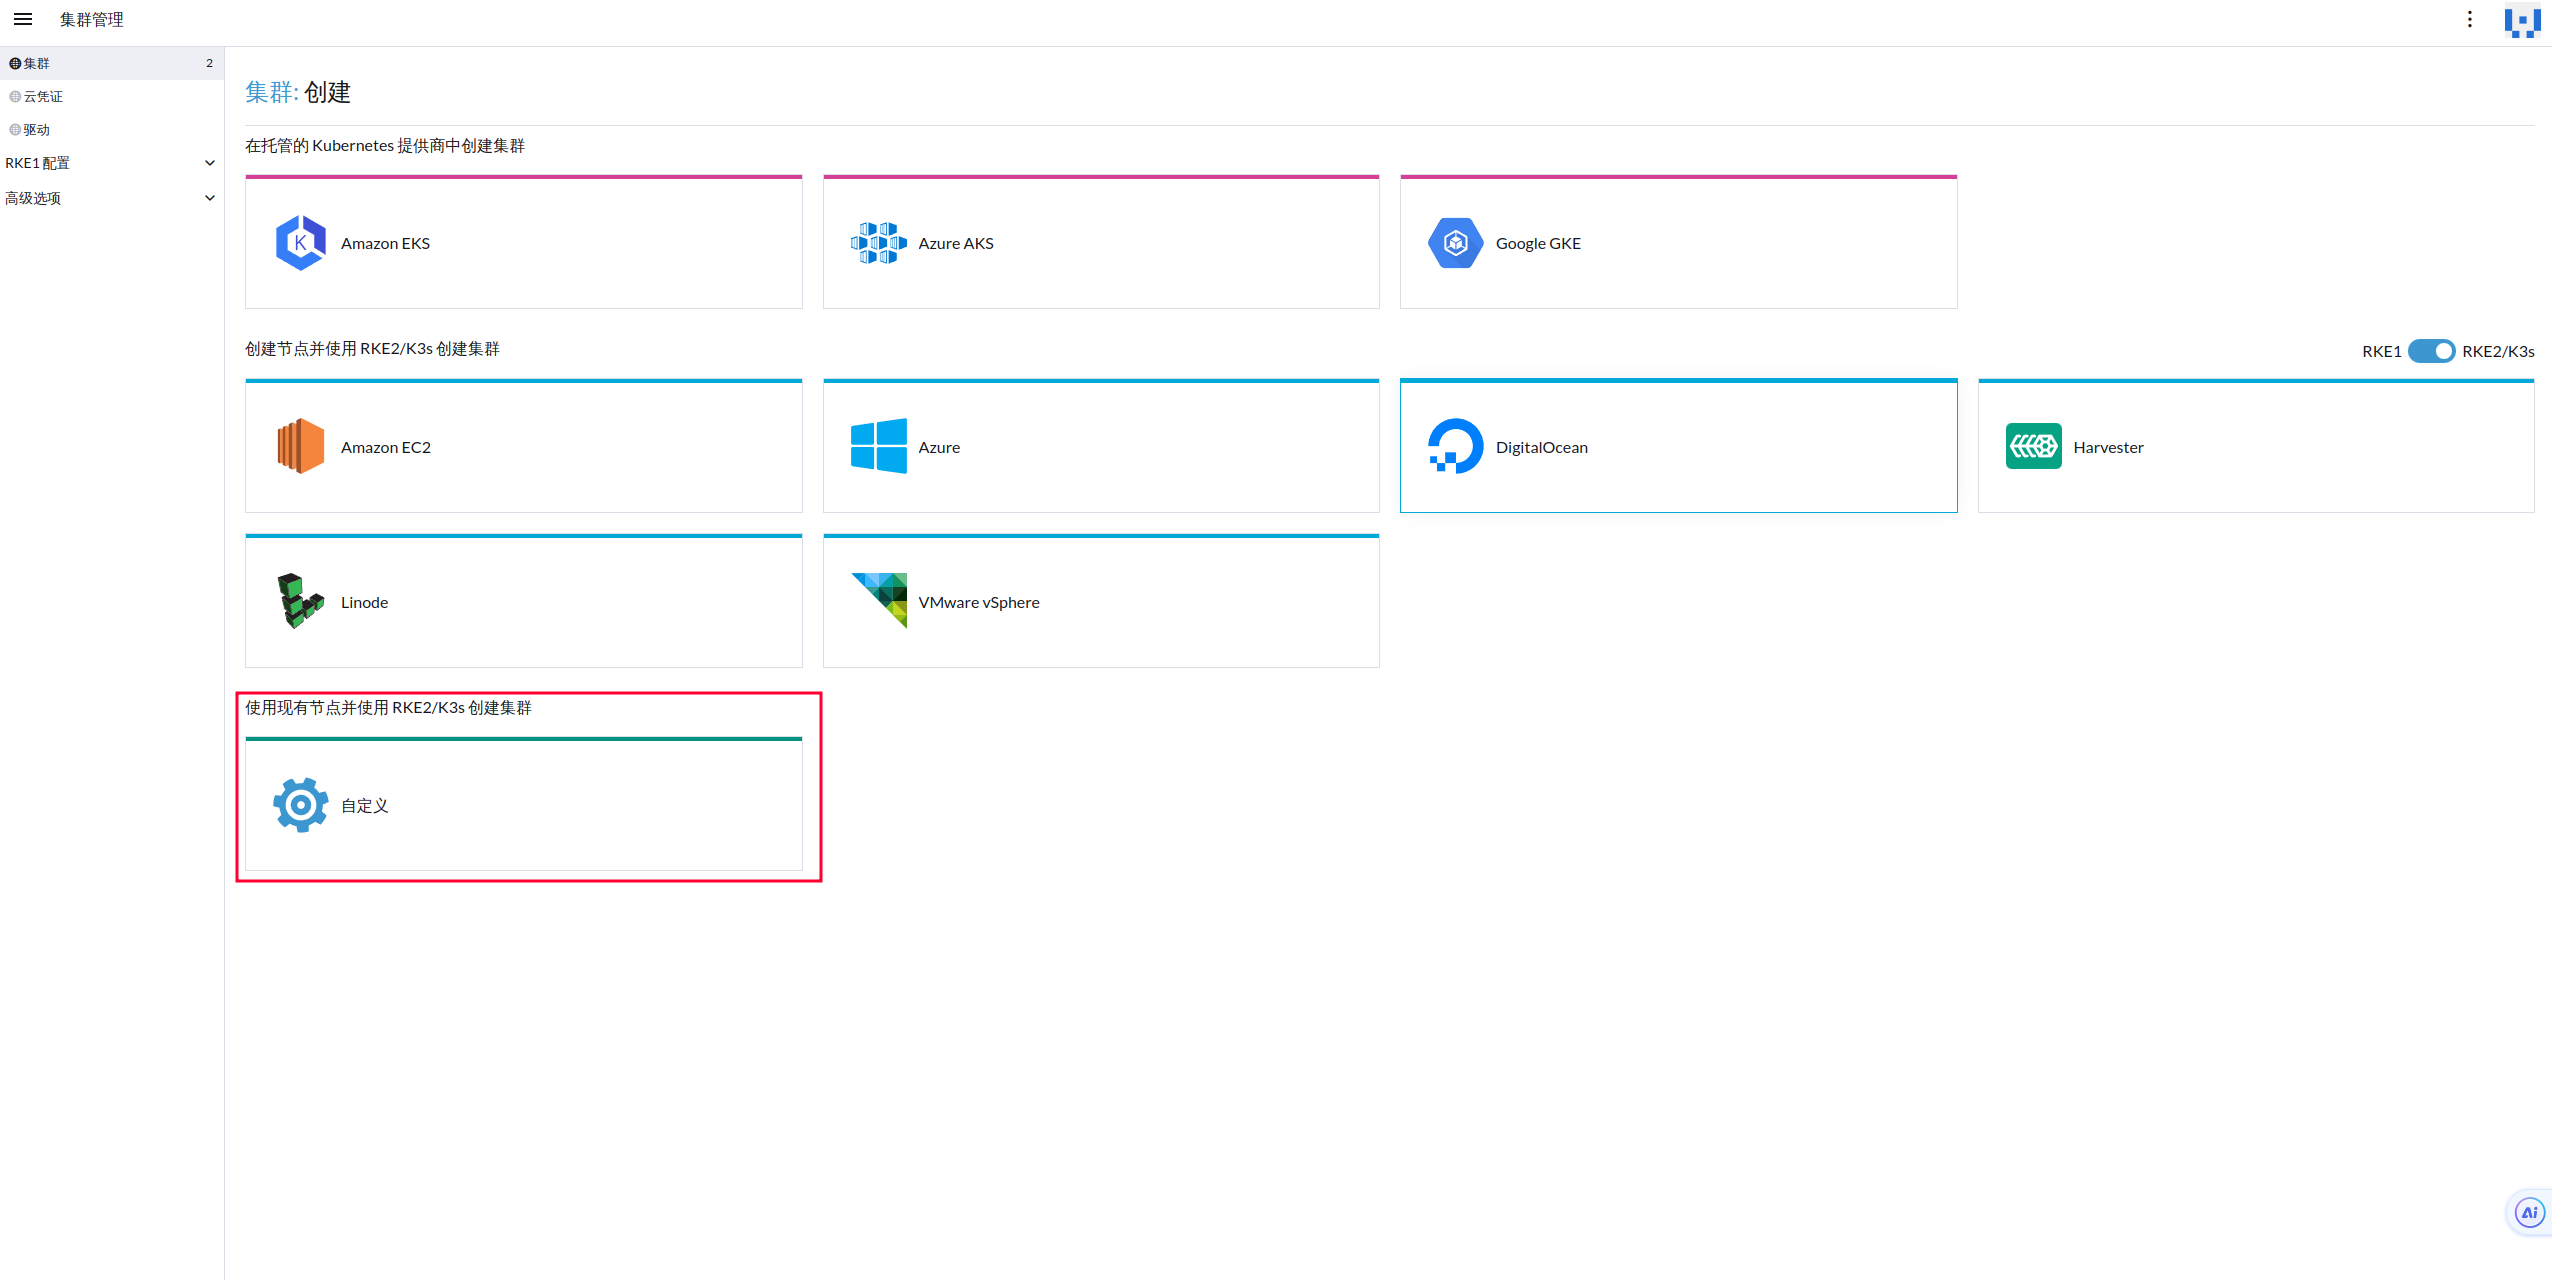 集群管理
集群 2
云凭证
驱动
RKE1 配置
高级选项
集群: 创建
在托管的 Kubernetes 提供商中创建集群
K
Amazon EKS
Azure AKS
Google GKE
创建节点并使用 RKE2/K3s 创建集群
RKE1 RKE2/K3s
Amazon EC2
Azure
DigitalOcean
Harvester
Linode
VMware vSphere
使用现有节点并使用 RKE2/K3s 创建集群
自定义
Ai